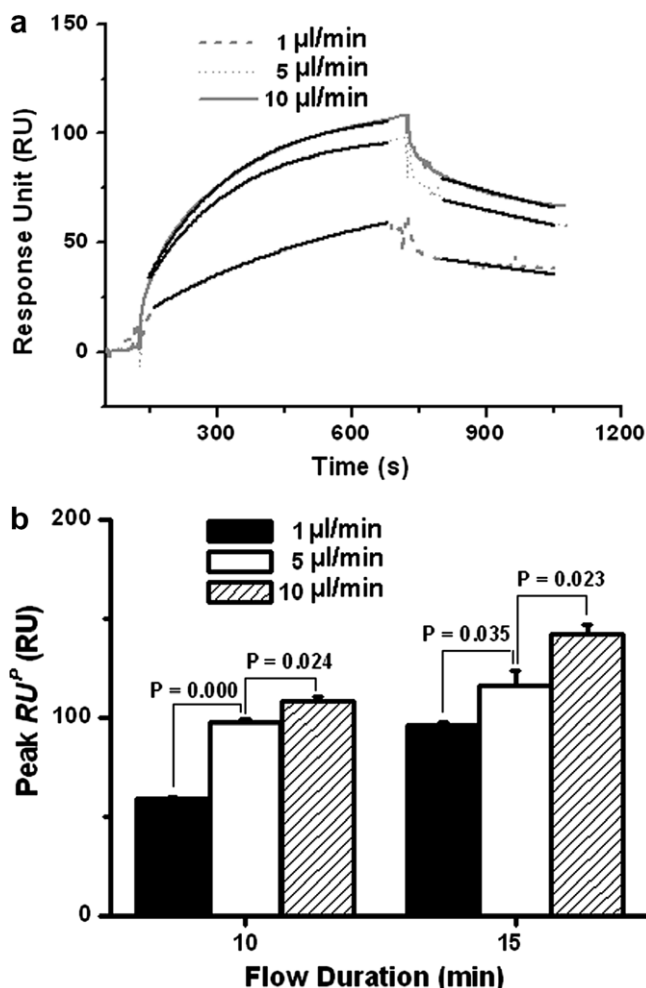 a
150
100
50
0
Response Unit (RU)
1 µl/min
5 µl/min
10 µl/min
300
600
900
1200
Time (s)
b
200
100
0
Peak RU^P (RU)
1 µl/min
5 µl/min
10 µl/min
P = 0.000
P = 0.024
P = 0.035
P = 0.023
10
15
Flow Duration (min)